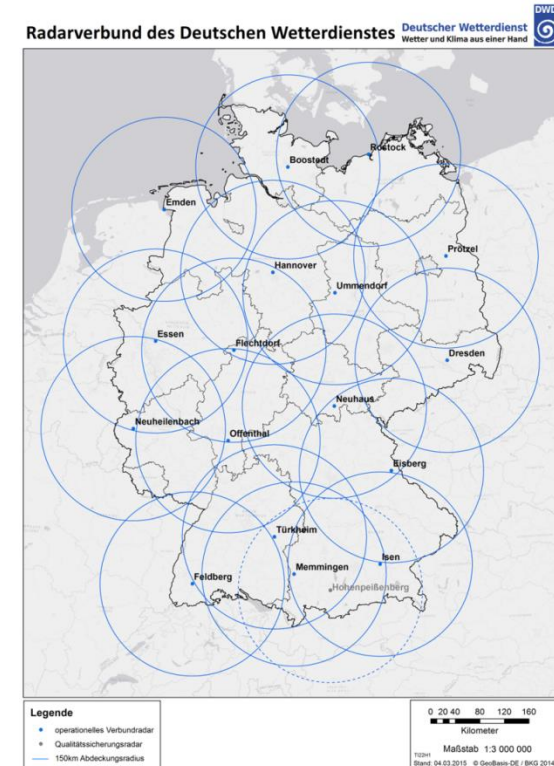 DWD
Radarverbund des Deutschen Wetterdienstes
Deutscher Wetterdienst
Wetter und Klima aus einer Hand
Rostock
Boostedt
Emden
Prötzel
Hannover
Ummendorf
Essen
Flechtdorf
Dresden
Neuhaus
Neuheilenbach
Offenthal
Eisberg
Türkheim
Isen
Memmingen
Feldberg
Hohenpeißenberg
Legende
operationelles Verbundradar
Qualitätssicherungsradar
150km Abdeckungsradius
0 20 40 80 120 160
Kilometer
Maßstab 1:3 000 000
Stand: 04.03.2015 © GeoBasis-DE / BKG 2014